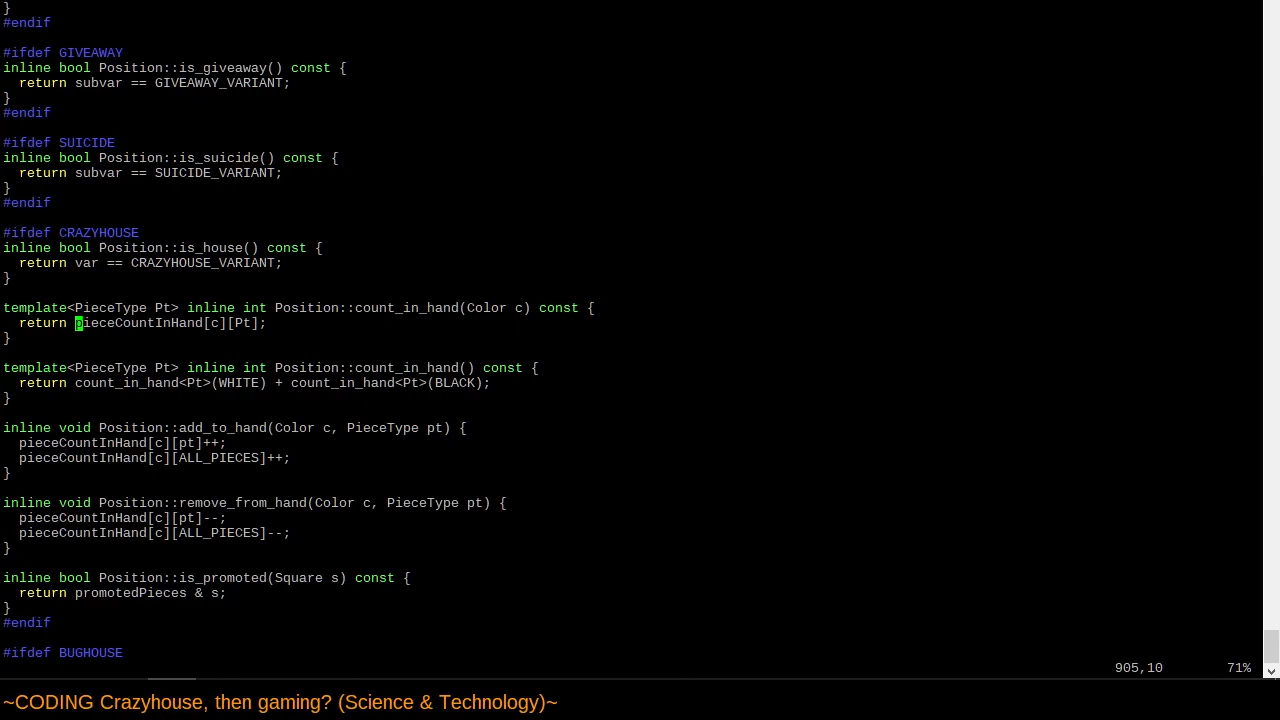 }
#endif

#ifdef GIVEAWAY
inline bool Position::is_giveaway() const {
  return subvar == GIVEAWAY_VARIANT;
}
#endif

#ifdef SUICIDE
inline bool Position::is_suicide() const {
  return subvar == SUICIDE_VARIANT;
}
#endif

#ifdef CRAZYHOUSE
inline bool Position::is_house() const {
  return var == CRAZYHOUSE_VARIANT;
}

template<PieceType Pt> inline int Position::count_in_hand(Color c) const {
  return pieceCountInHand[c][Pt];
}

template<PieceType Pt> inline int Position::count_in_hand() const {
  return count_in_hand<Pt>(WHITE) + count_in_hand<Pt>(BLACK);
}

inline void Position::add_to_hand(Color c, PieceType pt) {
  pieceCountInHand[c][pt]++;
  pieceCountInHand[c][ALL_PIECES]++;
}

inline void Position::remove_from_hand(Color c, PieceType pt) {
  pieceCountInHand[c][pt]--;
  pieceCountInHand[c][ALL_PIECES]--;
}

inline bool Position::is_promoted(Square s) const {
  return promotedPieces & s;
}
#endif

#ifdef BUGHOUSE
905,10 71%
~CODING Crazyhouse, then gaming? (Science & Technology)~